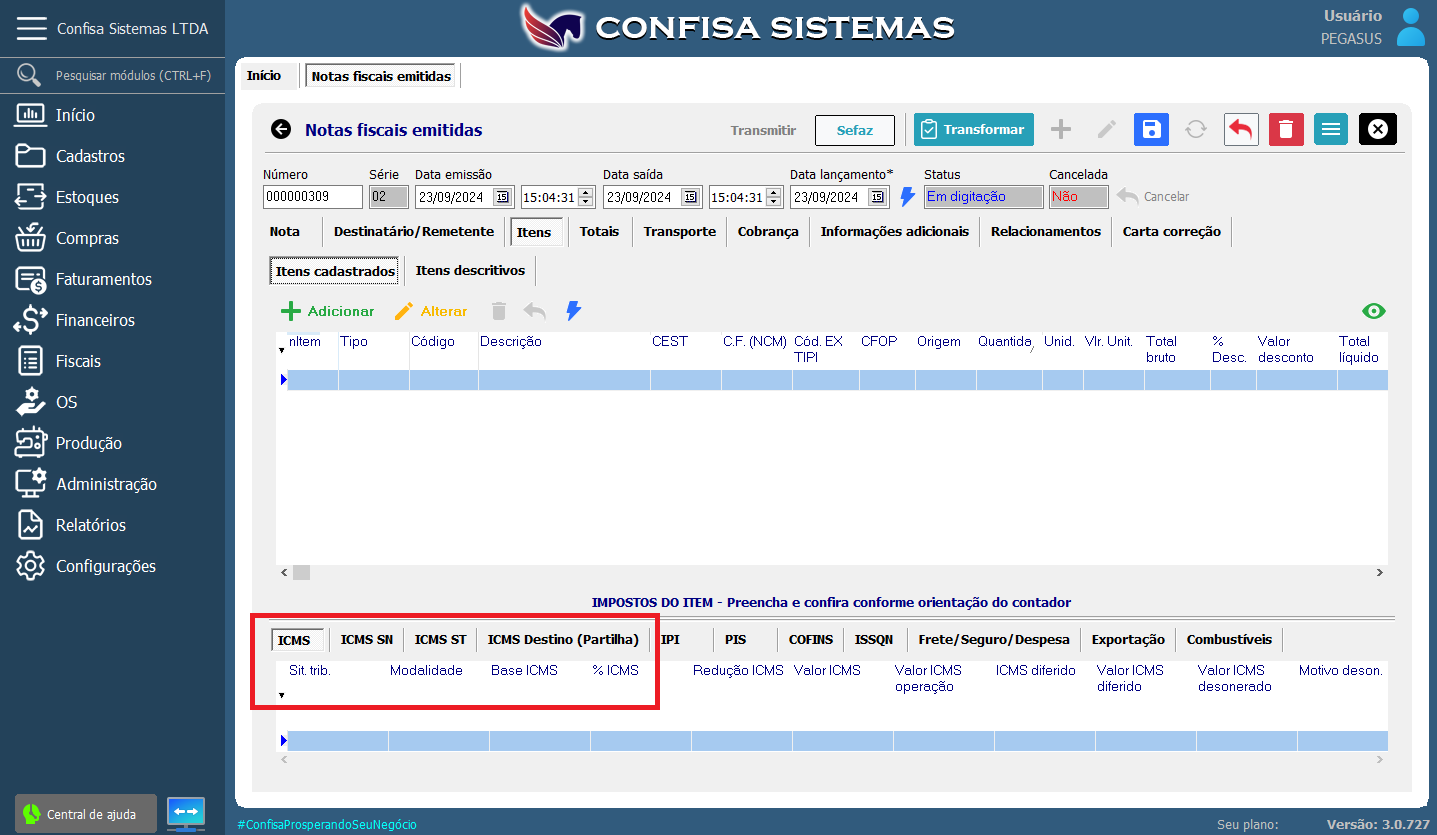 Confisa Sistemas LTDA
CONFISA SISTEMAS
Usuário
PEGASUS
Pesquisar módulos (CTRL+F)
Início
Cadastros
Estoques
Compras
Faturamentos
Financeiros
Fiscais
OS
Produção
Administração
Relatórios
Configurações
Central de ajuda
Início Notas fiscais emitidas
Notas fiscais emitidas Transmitir Sefaz Transformar
Número Série Data emissão Data saída Data lançamento* Status Cancelada
000000309 02 23/09/2024 15 15:04:31 23/09/2024 15 15:04:31 23/09/2024 15 Em digitação Não Cancelar
Nota Destinatário/Remetente Itens Totais Transporte Cobrança Informações adicionais Relacionamentos Carta correção
Itens cadastrados Itens descritivos
Adicionar Alterar
nItem Tipo Código Descrição CEST C.F. (NCM) Cód. EX CFOP Origem Quantida Unid. Vlr. Unit. Total % Valor Total
TIPI bruto Desc. desconto líquido
IMPOSTOS DO ITEM - Preencha e confira conforme orientação do contador
ICMS ICMS SN ICMS ST ICMS Destino (Partilha) IPI PIS COFINS ISSQN Frete/Seguro/Despesa Exportação Combustíveis
Sit. trib. Modalidade Base ICMS % ICMS Redução ICMS Valor ICMS Valor ICMS ICMS diferido Valor ICMS Valor ICMS Motivo deson.
operação diferido desonerado
#ConfisaProsperandoSeuNegócio
Seu plano: Versão: 3.0.727